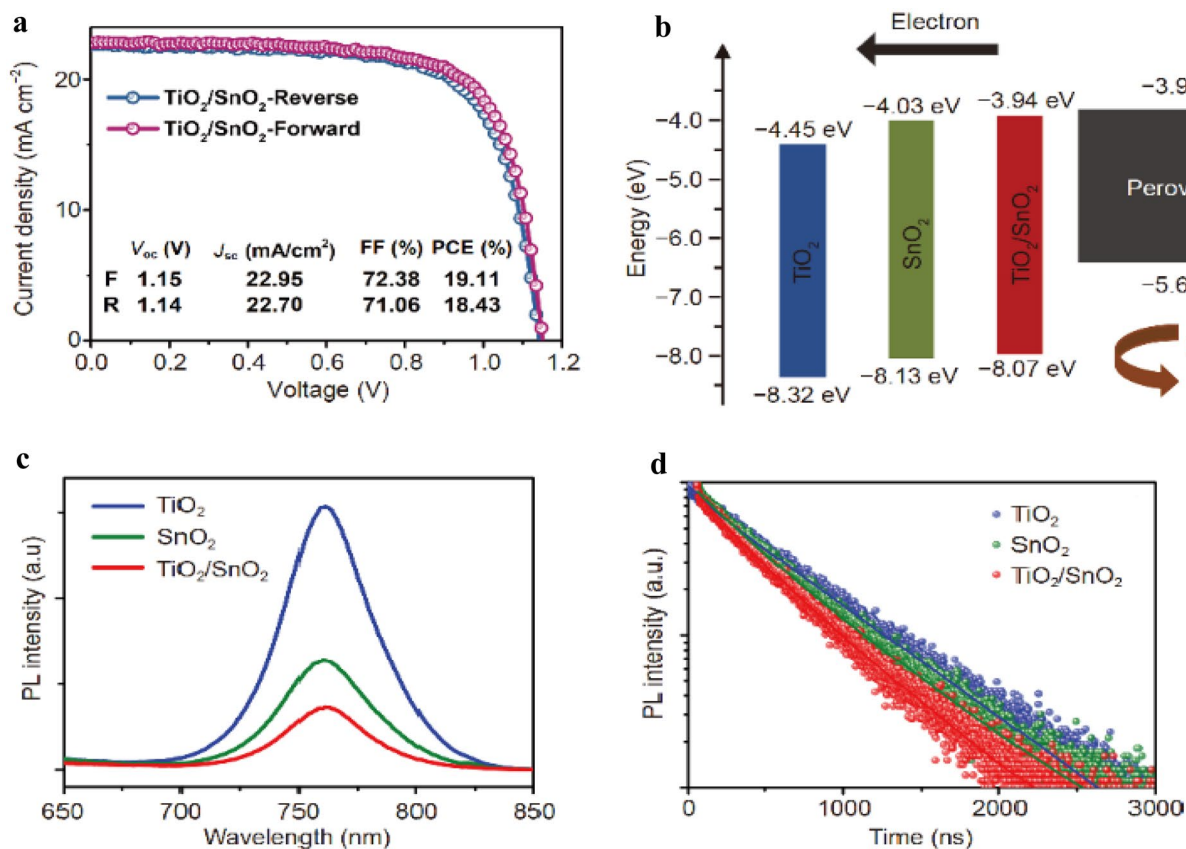 a
Current density (mA cm⁻²)
20
10
0
TiO₂/SnO₂-Reverse
TiO₂/SnO₂-Forward
Voc (V) Jsc (mA/cm²) FF (%) PCE (%)
F 1.15 22.95 72.38 19.11
R 1.14 22.70 71.06 18.43
0.0 0.2 0.4 0.6 0.8 1.0 1.2
Voltage (V)
b
Electron
Energy (eV)
−4.0
−5.0
−6.0
−7.0
−8.0
−4.45 eV
−4.03 eV
−3.94 eV
−3.9
TiO₂
SnO₂
TiO₂/SnO₂
Perov
−8.32 eV
−8.13 eV
−8.07 eV
−5.6
c
PL intensity (a.u)
TiO₂
SnO₂
TiO₂/SnO₂
650 700 750 800 850
Wavelength (nm)
d
PL intensity (a.u.)
TiO₂
SnO₂
TiO₂/SnO₂
0 1000 2000 3000
Time (ns)